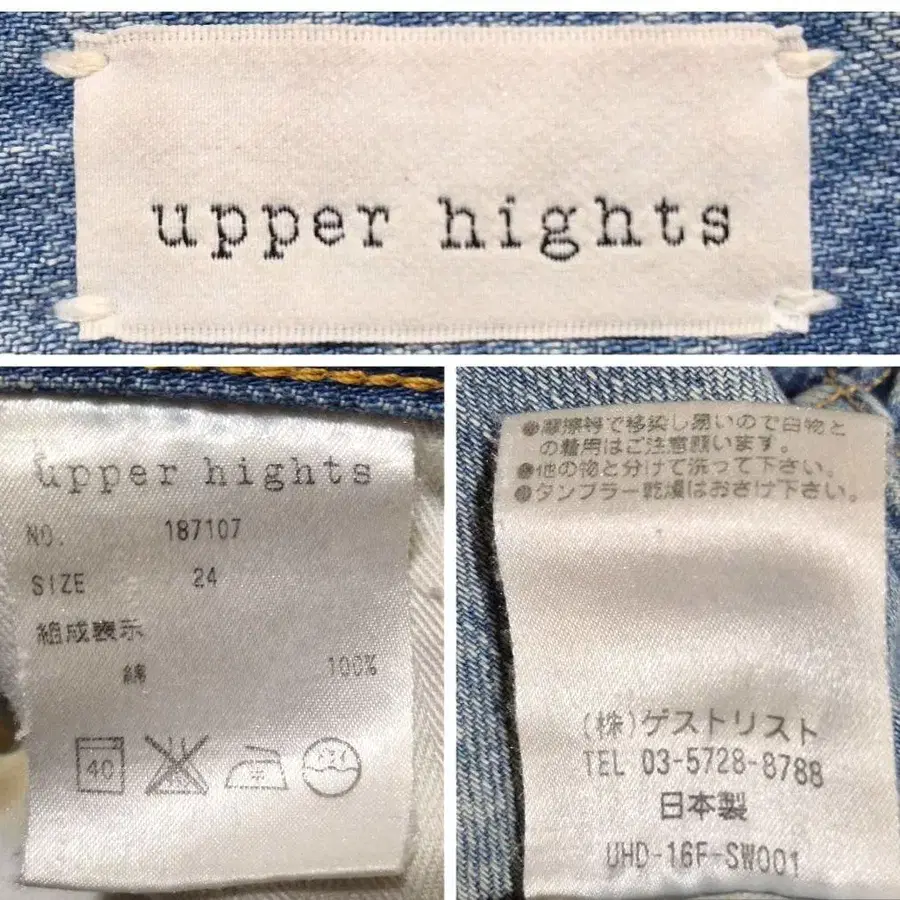 upper hights
upper hights
NO. 187107
SIZE 24
組成表示
綿 100%
40
●摩擦等で移染し易いので白物と
の着用はご注意願います。
●他の物と分けて洗って下さい。
●タンブラー乾燥はおさけ下さい。
(株)ゲストリスト
TEL 03-5728-8788
日本製
UHD-16F-SW001